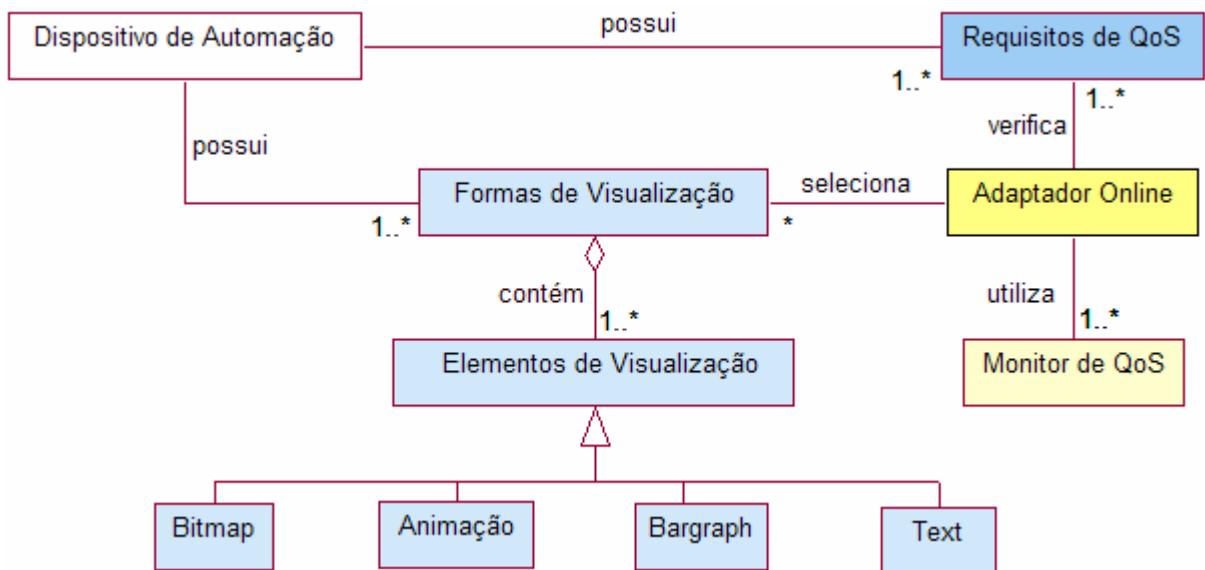 Dispositivo de Automação
possui
Requisitos de QoS
1..*
1..*
verifica
possui
Formas de Visualização
seleciona
Adaptador Online
1..*
*
contém
utiliza
1..*
1..*
Elementos de Visualização
Monitor de QoS
Bitmap
Animação
Bargraph
Text